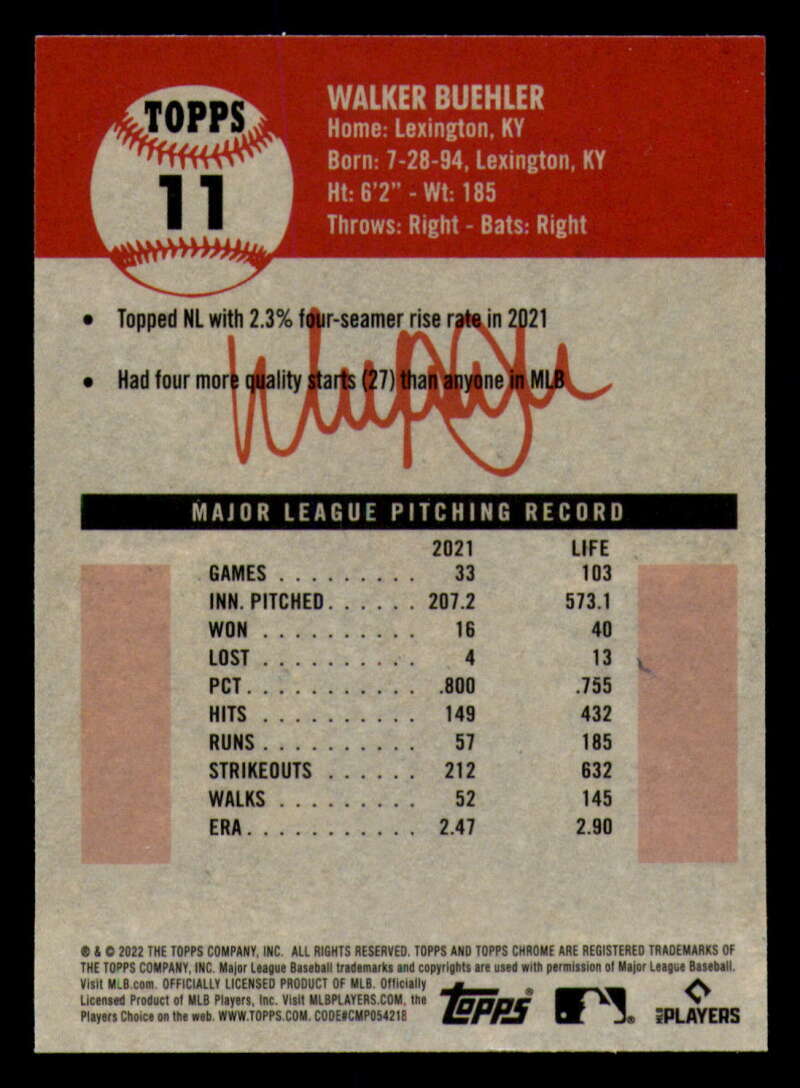 TOPPS
11
WALKER BUEHLER
Home: Lexington, KY
Born: 7-28-94, Lexington, KY
Ht: 6'2" - Wt: 185
Throws: Right - Bats: Right
• Topped NL with 2.3% four-seamer rise rate in 2021
• Had four more quality starts (27) than anyone in MLB
MAJOR LEAGUE PITCHING RECORD
2021 LIFE
GAMES . . . . . . . . . . 33 103
INN. PITCHED. . . . . . 207.2 573.1
WON . . . . . . . . . . 16 40
LOST . . . . . . . . . . 4 13
PCT. . . . . . . . . . . .800 .755
HITS . . . . . . . . . . 149 432
RUNS . . . . . . . . . . 57 185
STRIKEOUTS . . . . . . 212 632
WALKS . . . . . . . . . 52 145
ERA. . . . . . . . . . . 2.47 2.90
® & © 2022 THE TOPPS COMPANY, INC. ALL RIGHTS RESERVED. TOPPS AND TOPPS CHROME ARE REGISTERED TRADEMARKS OF
THE TOPPS COMPANY, INC. Major League Baseball trademarks and copyrights are used with permission of Major League Baseball.
Visit MLB.com. OFFICIALLY LICENSED PRODUCT OF MLB. Officially
Licensed Product of MLB Players, Inc. Visit MLBPLAYERS.COM, the
Players Choice on the web. WWW.TOPPS.COM. CODE#CMP054218
TOPPS®
®
MLB PLAYERS